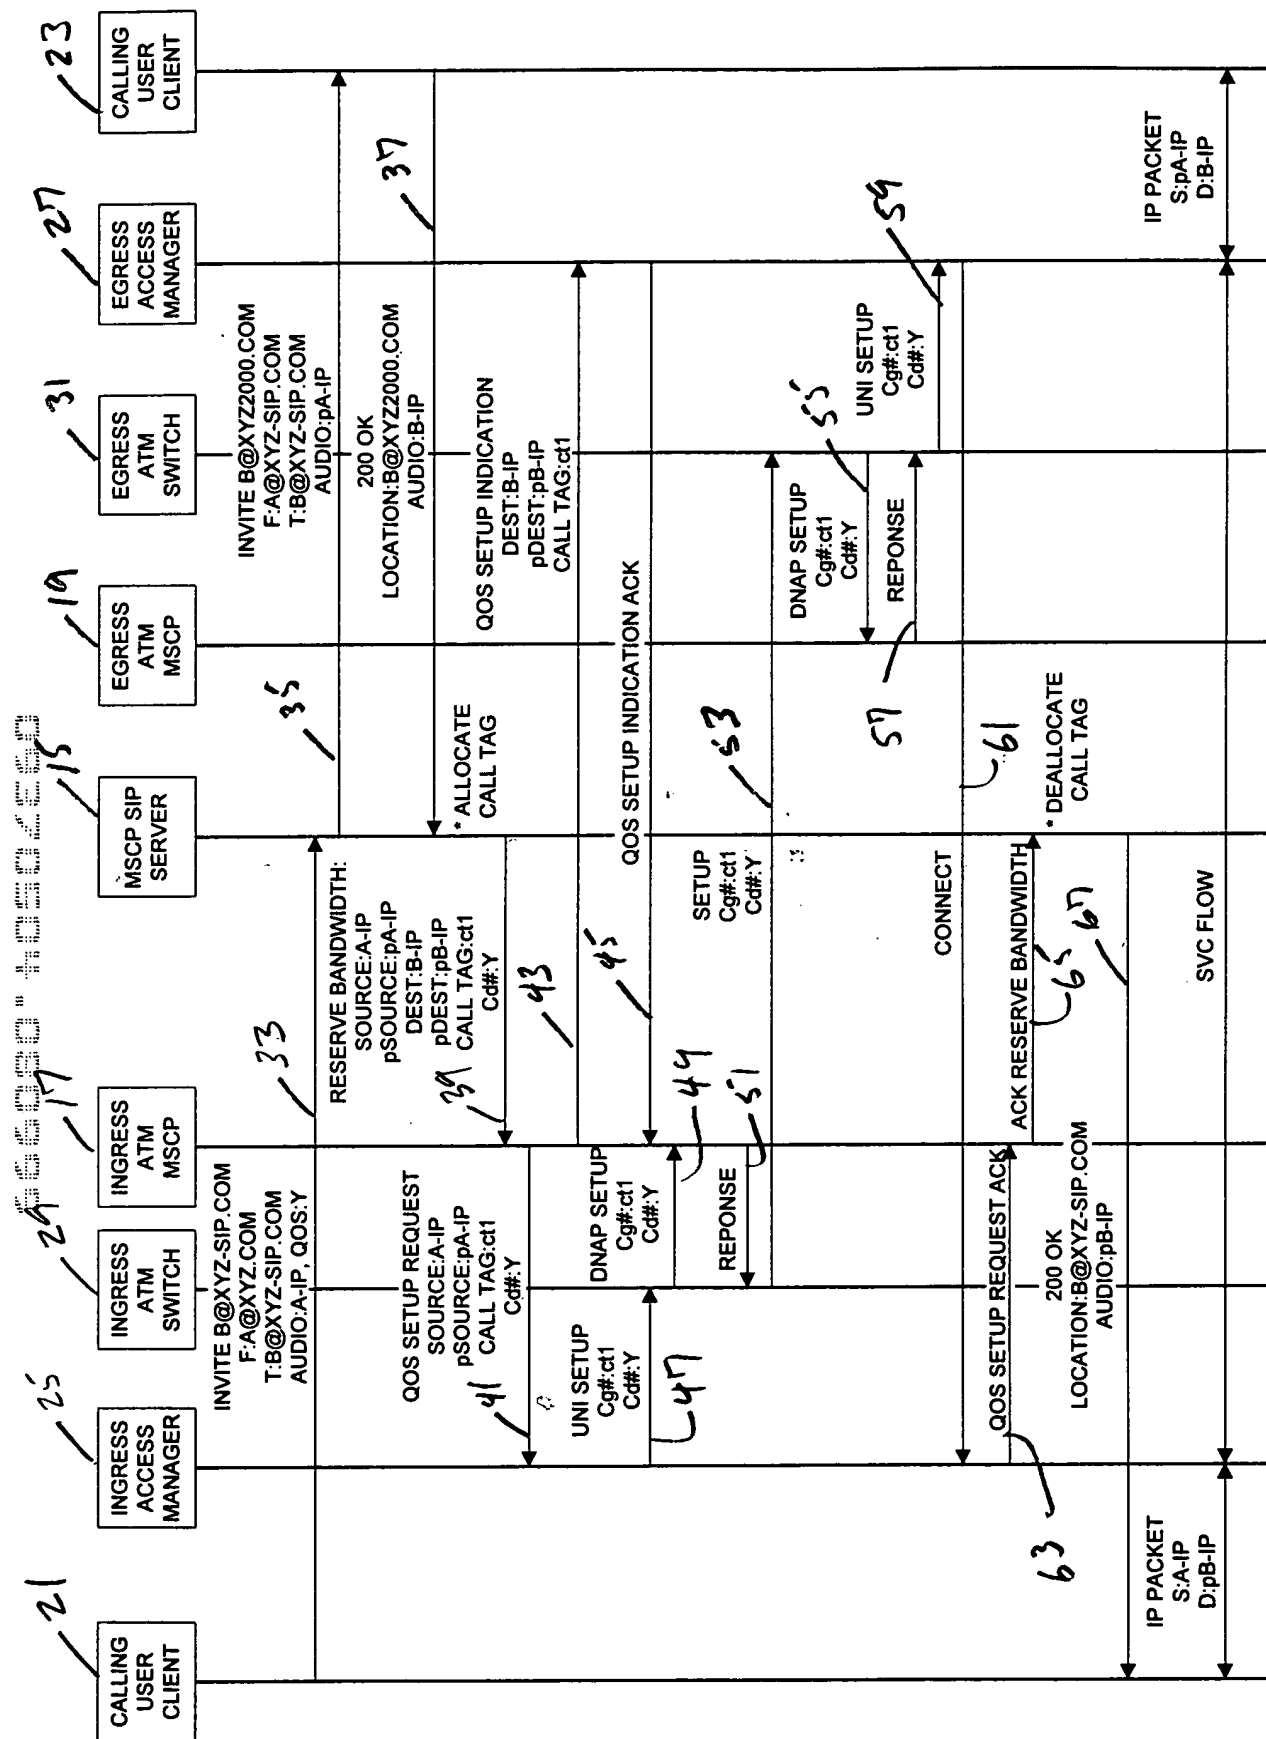 21
CALLING
USER
CLIENT
25
INGRESS
ACCESS
MANAGER
29
INGRESS
ATM
SWITCH
17
INGRESS
ATM
MSCP
15
MSCP SIP
SERVER
19
EGRESS
ATM
MSCP
31
EGRESS
ATM
SWITCH
27
EGRESS
ACCESS
MANAGER
23
CALLING
USER
CLIENT
INVITE B@XYZ-SIP.COM
F:A@XYZ.COM
T:B@XYZ-SIP.COM
AUDIO:A-IP, QOS:Y
33
INVITE B@XYZ2000.COM
F:A@XYZ-SIP.COM
T:B@XYZ-SIP.COM
AUDIO:pA-IP
35
200 OK
LOCATION:B@XYZ2000.COM
AUDIO:B-IP
37
* ALLOCATE
CALL TAG
RESERVE BANDWIDTH:
SOURCE:A-IP
pSOURCE:pA-IP
DEST:B-IP
pDEST:pB-IP
CALL TAG:ct1
Cd#:Y
39
QOS SETUP REQUEST
SOURCE:A-IP
pSOURCE:pA-IP
CALL TAG:ct1
Cd#:Y
41
QOS SETUP INDICATION
DEST:B-IP
pDEST:pB-IP
CALL TAG:ct1
43
QOS SETUP INDICATION ACK
45
UNI SETUP
Cg#:ct1
Cd#:Y
47
DNAP SETUP
Cg#:ct1
Cd#:Y
49
REPONSE
51
SETUP
Cg#:ct1
Cd#:Y
53
DNAP SETUP
Cg#:ct1
Cd#:Y
55
REPONSE
57
UNI SETUP
Cg#:ct1
Cd#:Y
59
CONNECT
61
QOS SETUP REQUEST ACK
63
ACK RESERVE BANDWIDTH
65
* DEALLOCATE
CALL TAG
200 OK
LOCATION:B@XYZ-SIP.COM
AUDIO:pB-IP
67
IP PACKET
S:A-IP
D:pB-IP
SVC FLOW
IP PACKET
S:pA-IP
D:B-IP